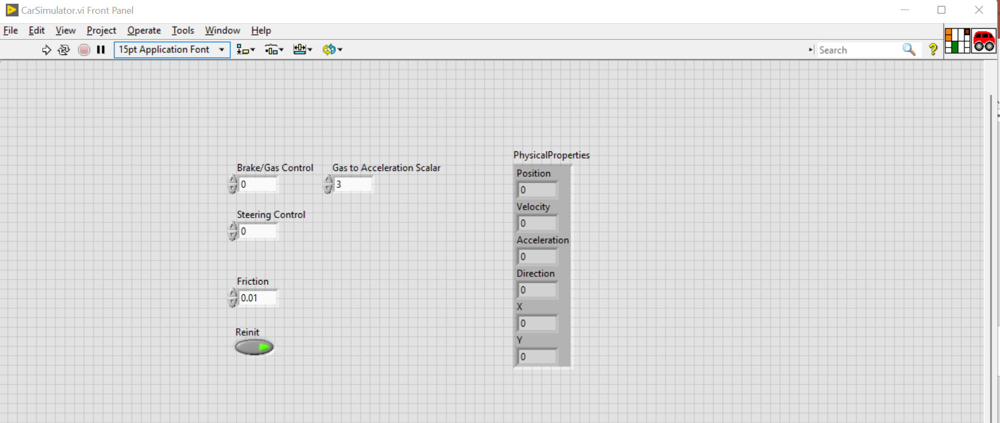 CarSimulator.vi Front Panel
File Edit View Project Operate Tools Window Help
15pt Application Font
Search
?
Brake/Gas Control
0
Gas to Acceleration Scalar
3
Steering Control
0
Friction
0.01
Reinit
PhysicalProperties
Position
0
Velocity
0
Acceleration
0
Direction
0
X
0
Y
0